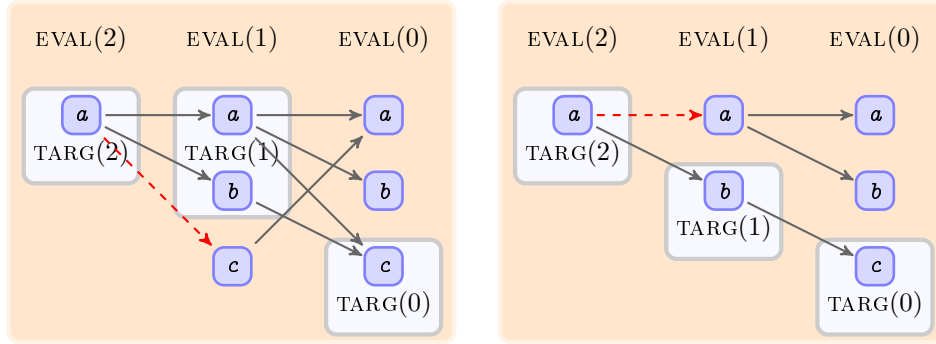 EVAL(2) EVAL(1) EVAL(0)
a a a
TARG(2) TARG(1)
b b
c c
TARG(0)
EVAL(2) EVAL(1) EVAL(0)
a a a
TARG(2)
b b
TARG(1)
c
TARG(0)